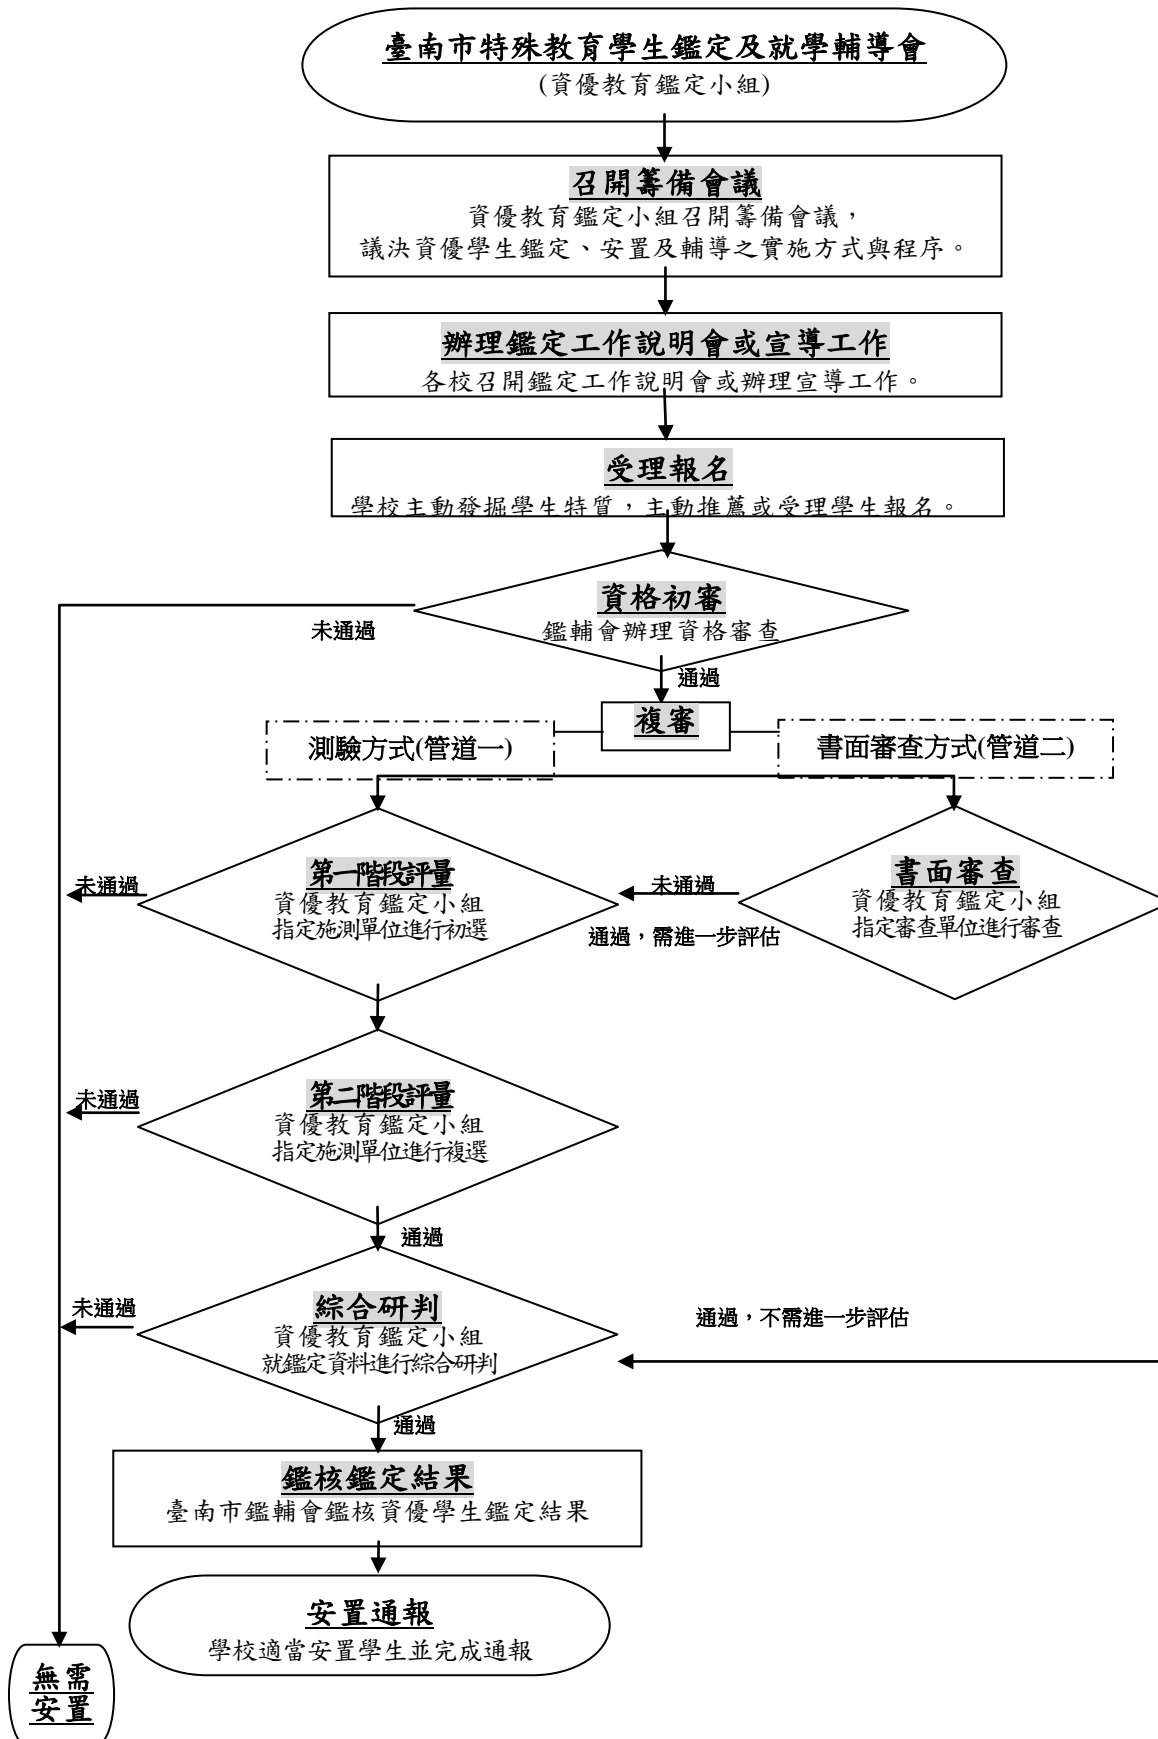 臺南市特殊教育學生鑑定及就學輔導會
(資優教育鑑定小組)
召開籌備會議
資優教育鑑定小組召開籌備會議，
議決資優學生鑑定、安置及輔導之實施方式與程序。
辦理鑑定工作說明會或宣導工作
各校召開鑑定工作說明會或辦理宣導工作。
受理報名
學校主動發掘學生特質，主動推薦或受理學生報名。
資格初審
鑑輔會辦理資格審查
未通過
通過
複審
測驗方式(管道一)
書面審查方式(管道二)
第一階段評量
資優教育鑑定小組
指定施測單位進行初選
未通過
未通過
通過，需進一步評估
書面審查
資優教育鑑定小組
指定審查單位進行審查
第二階段評量
資優教育鑑定小組
指定施測單位進行複選
未通過
通過
綜合研判
資優教育鑑定小組
就鑑定資料進行綜合研判
未通過
通過，不需進一步評估
通過
鑑核鑑定結果
臺南市鑑輔會鑑核資優學生鑑定結果
安置通報
學校適當安置學生並完成通報
無需
安置